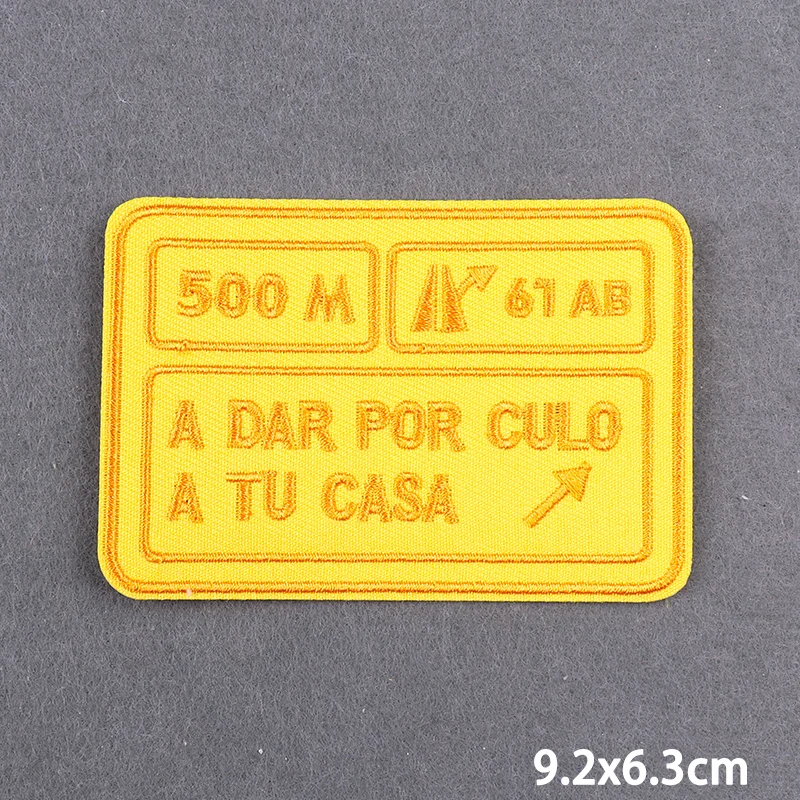 500 M
61 AB
A DAR POR CULO
A TU CASA
9.2x6.3cm